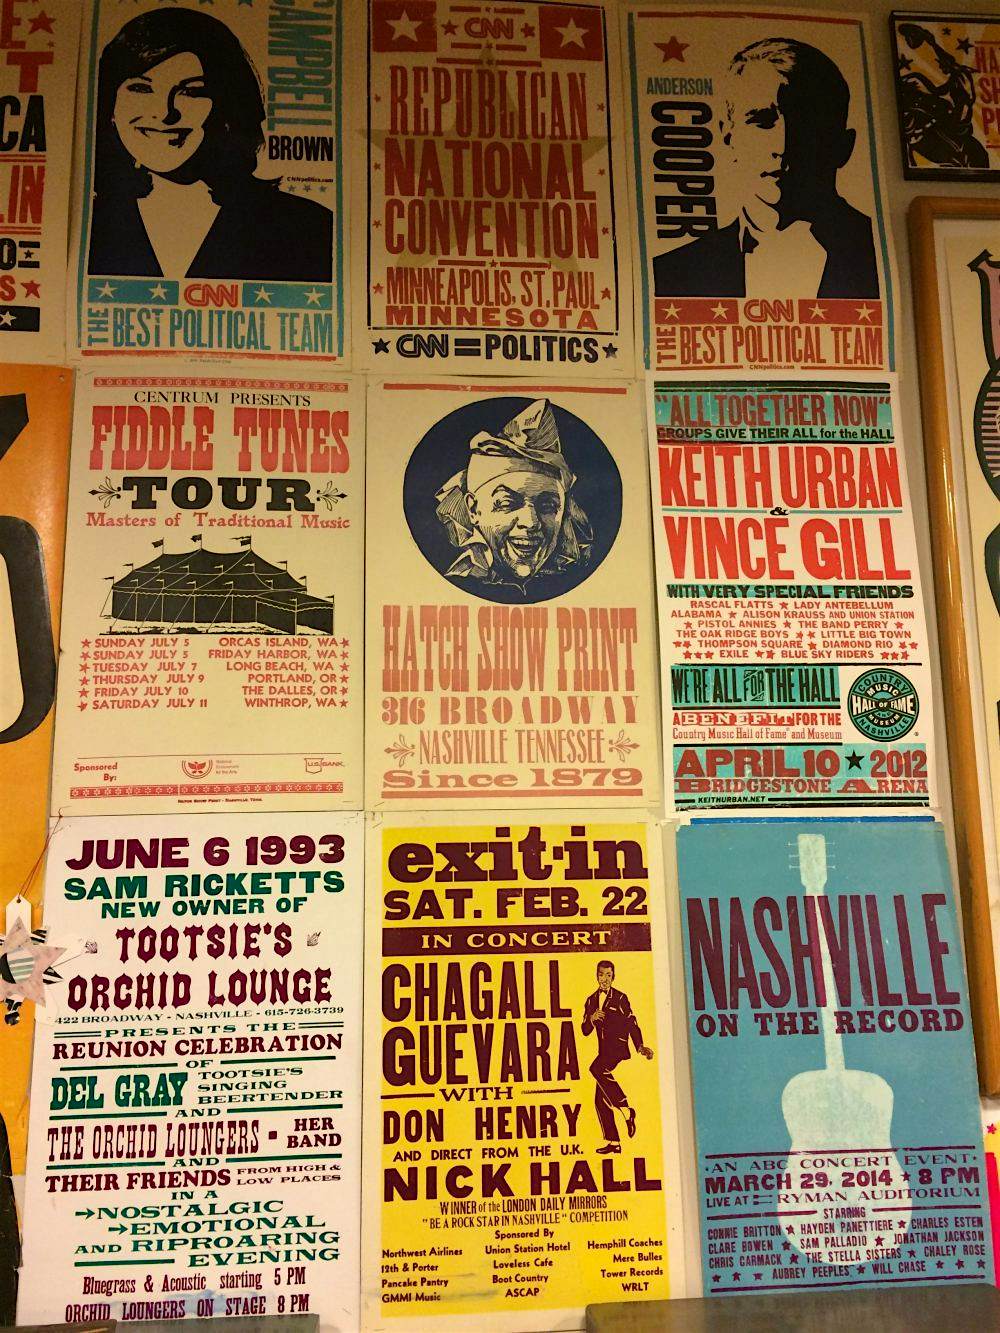 CAMPBELL
BROWN
CNNpolitics.com
CNN
THE BEST POLITICAL TEAM
CNN
REPUBLICAN
NATIONAL
CONVENTION
MINNEAPOLIS, ST. PAUL
MINNESOTA
CNN=POLITICS
ANDERSON
COOPER
CNN
THE BEST POLITICAL TEAM
CNNpolitics.com
CENTRUM PRESENTS
FIDDLE TUNES
TOUR
Masters of Traditional Music
SUNDAY JULY 5 ORCAS ISLAND, WA
SUNDAY JULY 5 FRIDAY HARBOR, WA
TUESDAY JULY 7 LONG BEACH, WA
THURSDAY JULY 9 PORTLAND, OR
FRIDAY JULY 10 THE DALLES, OR
SATURDAY JULY 11 WINTHROP, WA
Sponsored
By:
U.S. BANK
HATCH SHOW PRINT
316 BROADWAY
NASHVILLE TENNESSEE
Since 1879
"ALL TOGETHER NOW"
GROUPS GIVE THEIR ALL for the HALL
KEITH URBAN
&
VINCE GILL
WITH VERY SPECIAL FRIENDS
RASCAL FLATTS ★ LADY ANTEBELLUM
ALABAMA ★ ALISON KRAUSS AND UNION STATION
★ PISTOL ANNIES ★ THE BAND PERRY ★
THE OAK RIDGE BOYS ★ LITTLE BIG TOWN
★ THOMPSON SQUARE ★ DIAMOND RIO ★★
★★★ EXILE ★★ BLUE SKY RIDERS ★★★
WE'RE ALL FOR THE HALL
A BENEFIT FOR THE
Country Music Hall of Fame and Museum
COUNTRY MUSIC
HALL OF FAME
MUSEUM NASHVILLE
APRIL 10 ★ 2012
BRIDGESTONE ARENA
KEITHURBAN.NET
JUNE 6 1993
SAM RICKETTS
NEW OWNER OF
TOOTSIE'S
ORCHID LOUNGE
422 BROADWAY - NASHVILLE - 615-726-3739
PRESENTS THE
REUNION CELEBRATION
OF
DEL GRAY TOOTSIE'S
SINGING
BEERTENDER
AND
THE ORCHID LOUNGERS - HER
BAND
AND
THEIR FRIENDS FROM HIGH &
LOW PLACES
IN A
→NOSTALGIC
→EMOTIONAL
AND RIPROARING
EVENING
Bluegrass & Acoustic starting 5 PM
ORCHID LOUNGERS ON STAGE 8 PM
exit·in
SAT. FEB. 22
IN CONCERT
CHAGALL
GUEVARA
WITH
DON HENRY
AND DIRECT FROM THE U.K.
NICK HALL
WINNER of the LONDON DAILY MIRRORS
"BE A ROCK STAR IN NASHVILLE" COMPETITION
Sponsored By
Northwest Airlines
12th & Porter
Pancake Pantry
GMMI Music
Union Station Hotel
Loveless Cafe
Boot Country
ASCAP
Hemphill Coaches
Mere Bulles
Tower Records
WRLT
NASHVILLE
ON THE RECORD
·AN ABC CONCERT EVENT·
MARCH 29, 2014 ★ 8 PM
LIVE AT RYMAN AUDITORIUM
STARRING
CONNIE BRITTON ★ HAYDEN PANETTIERE ★ CHARLES ESTEN
CLARE BOWEN ★ SAM PALLADIO ★ JONATHAN JACKSON
CHRIS CARMACK ★ THE STELLA SISTERS ★ CHALEY ROSE
AUBREY PEEPLES ★ WILL CHASE